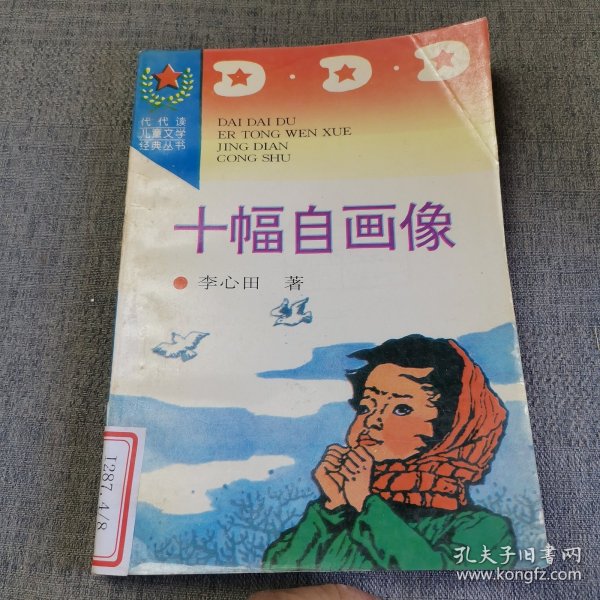 D·D·D
代代读
儿童文学
经典丛书
DAI DAI DU
ER TONG WEN XUE
JING DIAN
CONG SHU
十幅自画像
李心田 著
I287.4/8
孔夫子旧书网
www.kongfz.com